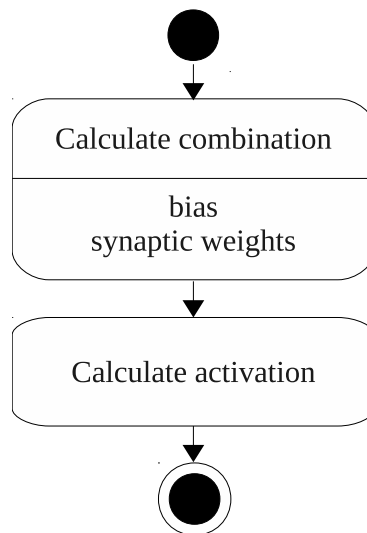 Calculate combination
bias
synaptic weights
Calculate activation